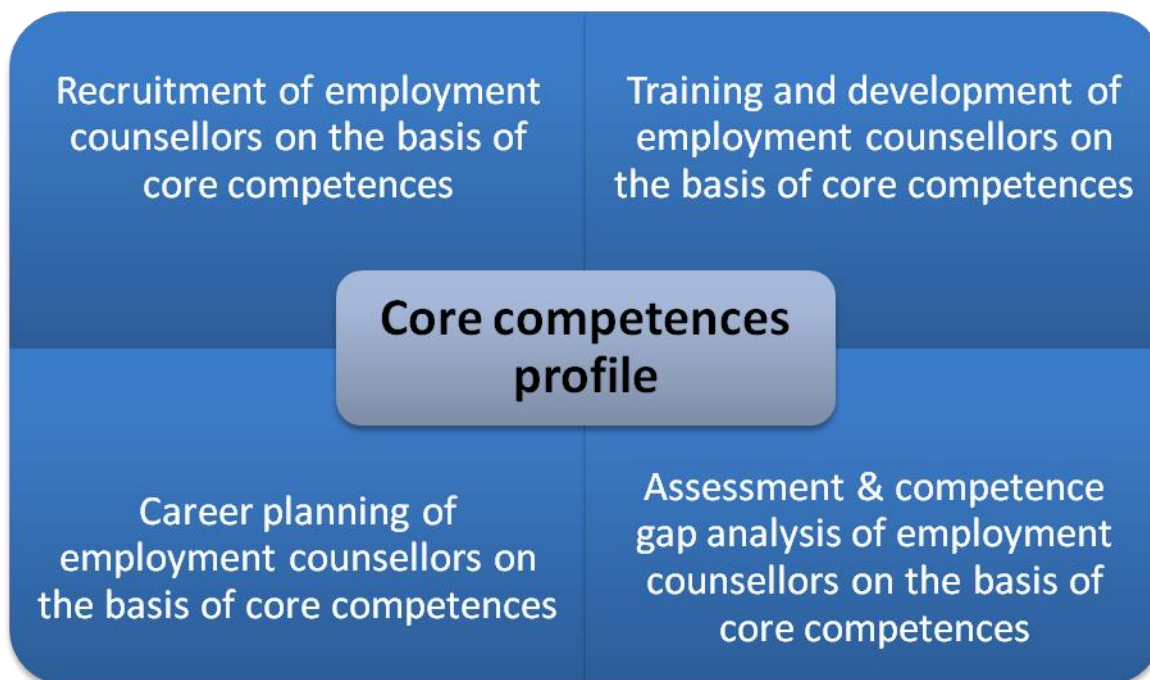 Recruitment of employment
counsellors on the basis of
core competences
Training and development of
employment counsellors on
the basis of core competences
Core competences
profile
Career planning of
employment counsellors on
the basis of core competences
Assessment & competence
gap analysis of employment
counsellors on the basis of
core competences